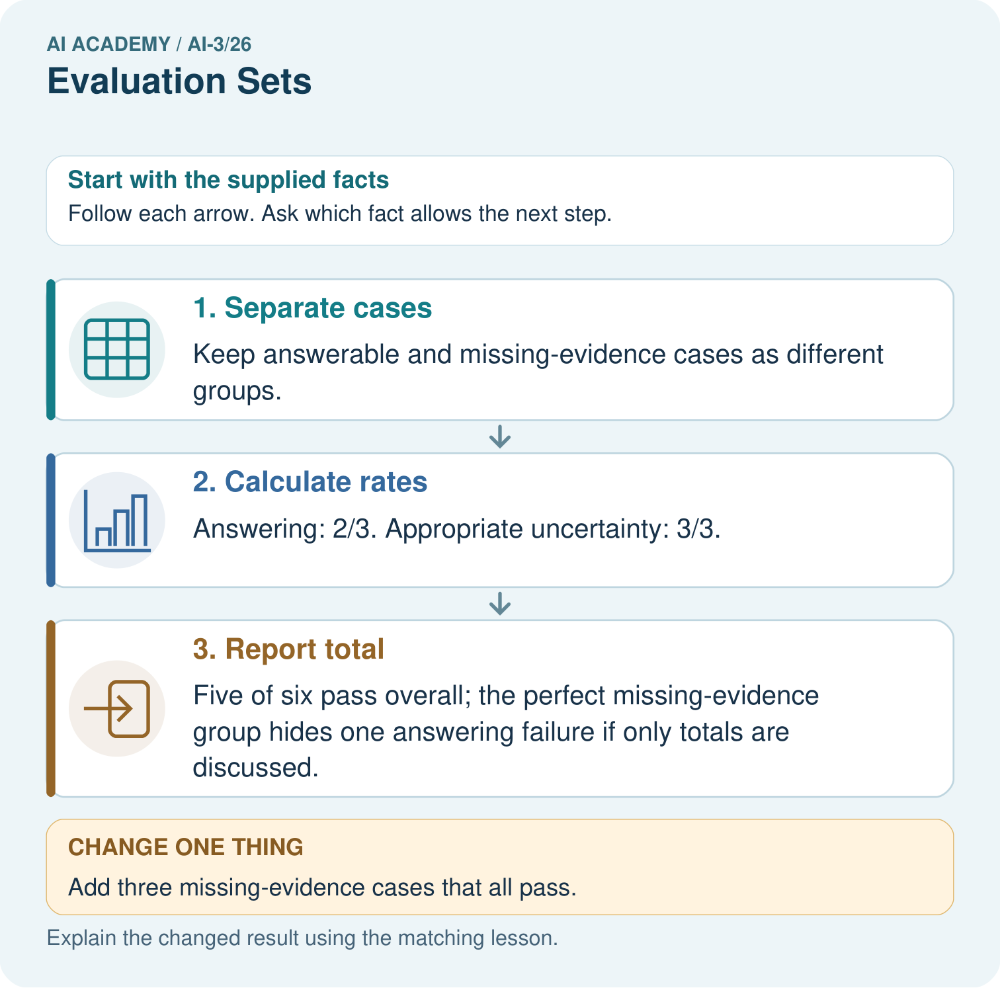 AI ACADEMY / AI-3/26
Evaluation Sets
Start with the supplied facts
Follow each arrow. Ask which fact allows the next step.
1. Separate cases
Keep answerable and missing-evidence cases as different
groups.
2. Calculate rates
Answering: 2/3. Appropriate uncertainty: 3/3.
3. Report total
Five of six pass overall; the perfect missing-evidence
group hides one answering failure if only totals are
discussed.
CHANGE ONE THING
Add three missing-evidence cases that all pass.
Explain the changed result using the matching lesson.